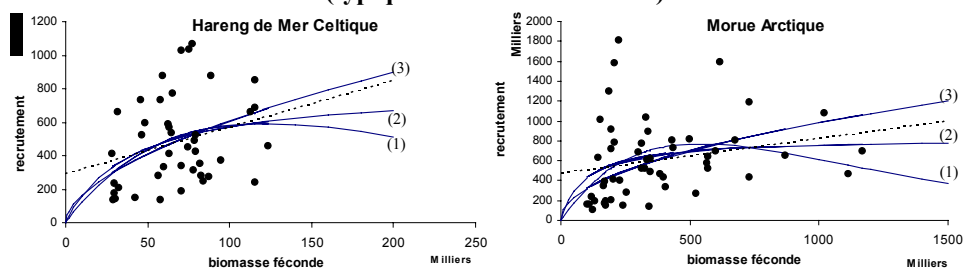 Hareng de Mer Celtique
recrutement
1200
1000
800
600
400
200
0
0 50 100 150 200 250
biomasse féconde
Milliers
(3)
(2)
(1)
Morue Arctique
recrutement
Milliers
2000
1800
1600
1400
1200
1000
800
600
400
200
0
0 500 1000 1500
biomasse féconde
Milliers
(3)
(2)
(1)